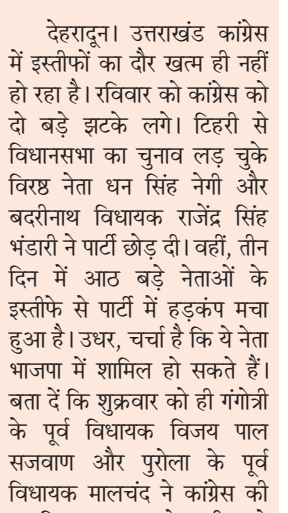 देहरादून। उत्तराखंड कांग्रेस
में इस्तीफों का दौर खत्म ही नहीं
हो रहा है। रविवार को कांग्रेस को
दो बड़े झटके लगे। टिहरी से
विधानसभा का चुनाव लड़ चुके
विरष्ठ नेता धन सिंह नेगी और
बदरीनाथ विधायक राजेंद्र सिंह
भंडारी ने पार्टी छोड़ दी। वहीं, तीन
दिन में आठ बड़े नेताओं के
इस्तीफे से पार्टी में हड़कंप मचा
हुआ है। उधर, चर्चा है कि ये नेता
भाजपा में शामिल हो सकते हैं।
बता दें कि शुक्रवार को ही गंगोत्री
के पूर्व विधायक विजय पाल
सजवाण और पुरोला के पूर्व
विधायक मालचंद ने कांग्रेस की